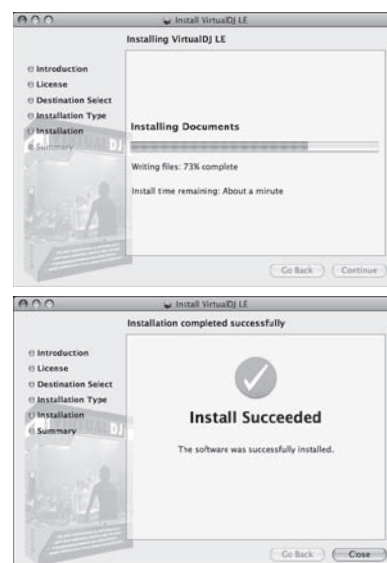 Install VirtualDJ LE
Installing VirtualDJ LE
Introduction
License
Destination Select
Installation Type
Installation
Summary
Installing Documents
Writing files: 73% complete
Install time remaining: About a minute
Go Back
Continue
Install VirtualDJ LE
Installation completed successfully
Introduction
License
Destination Select
Installation Type
Installation
Summary
Install Succeeded
The software was successfully installed.
Go Back
Close